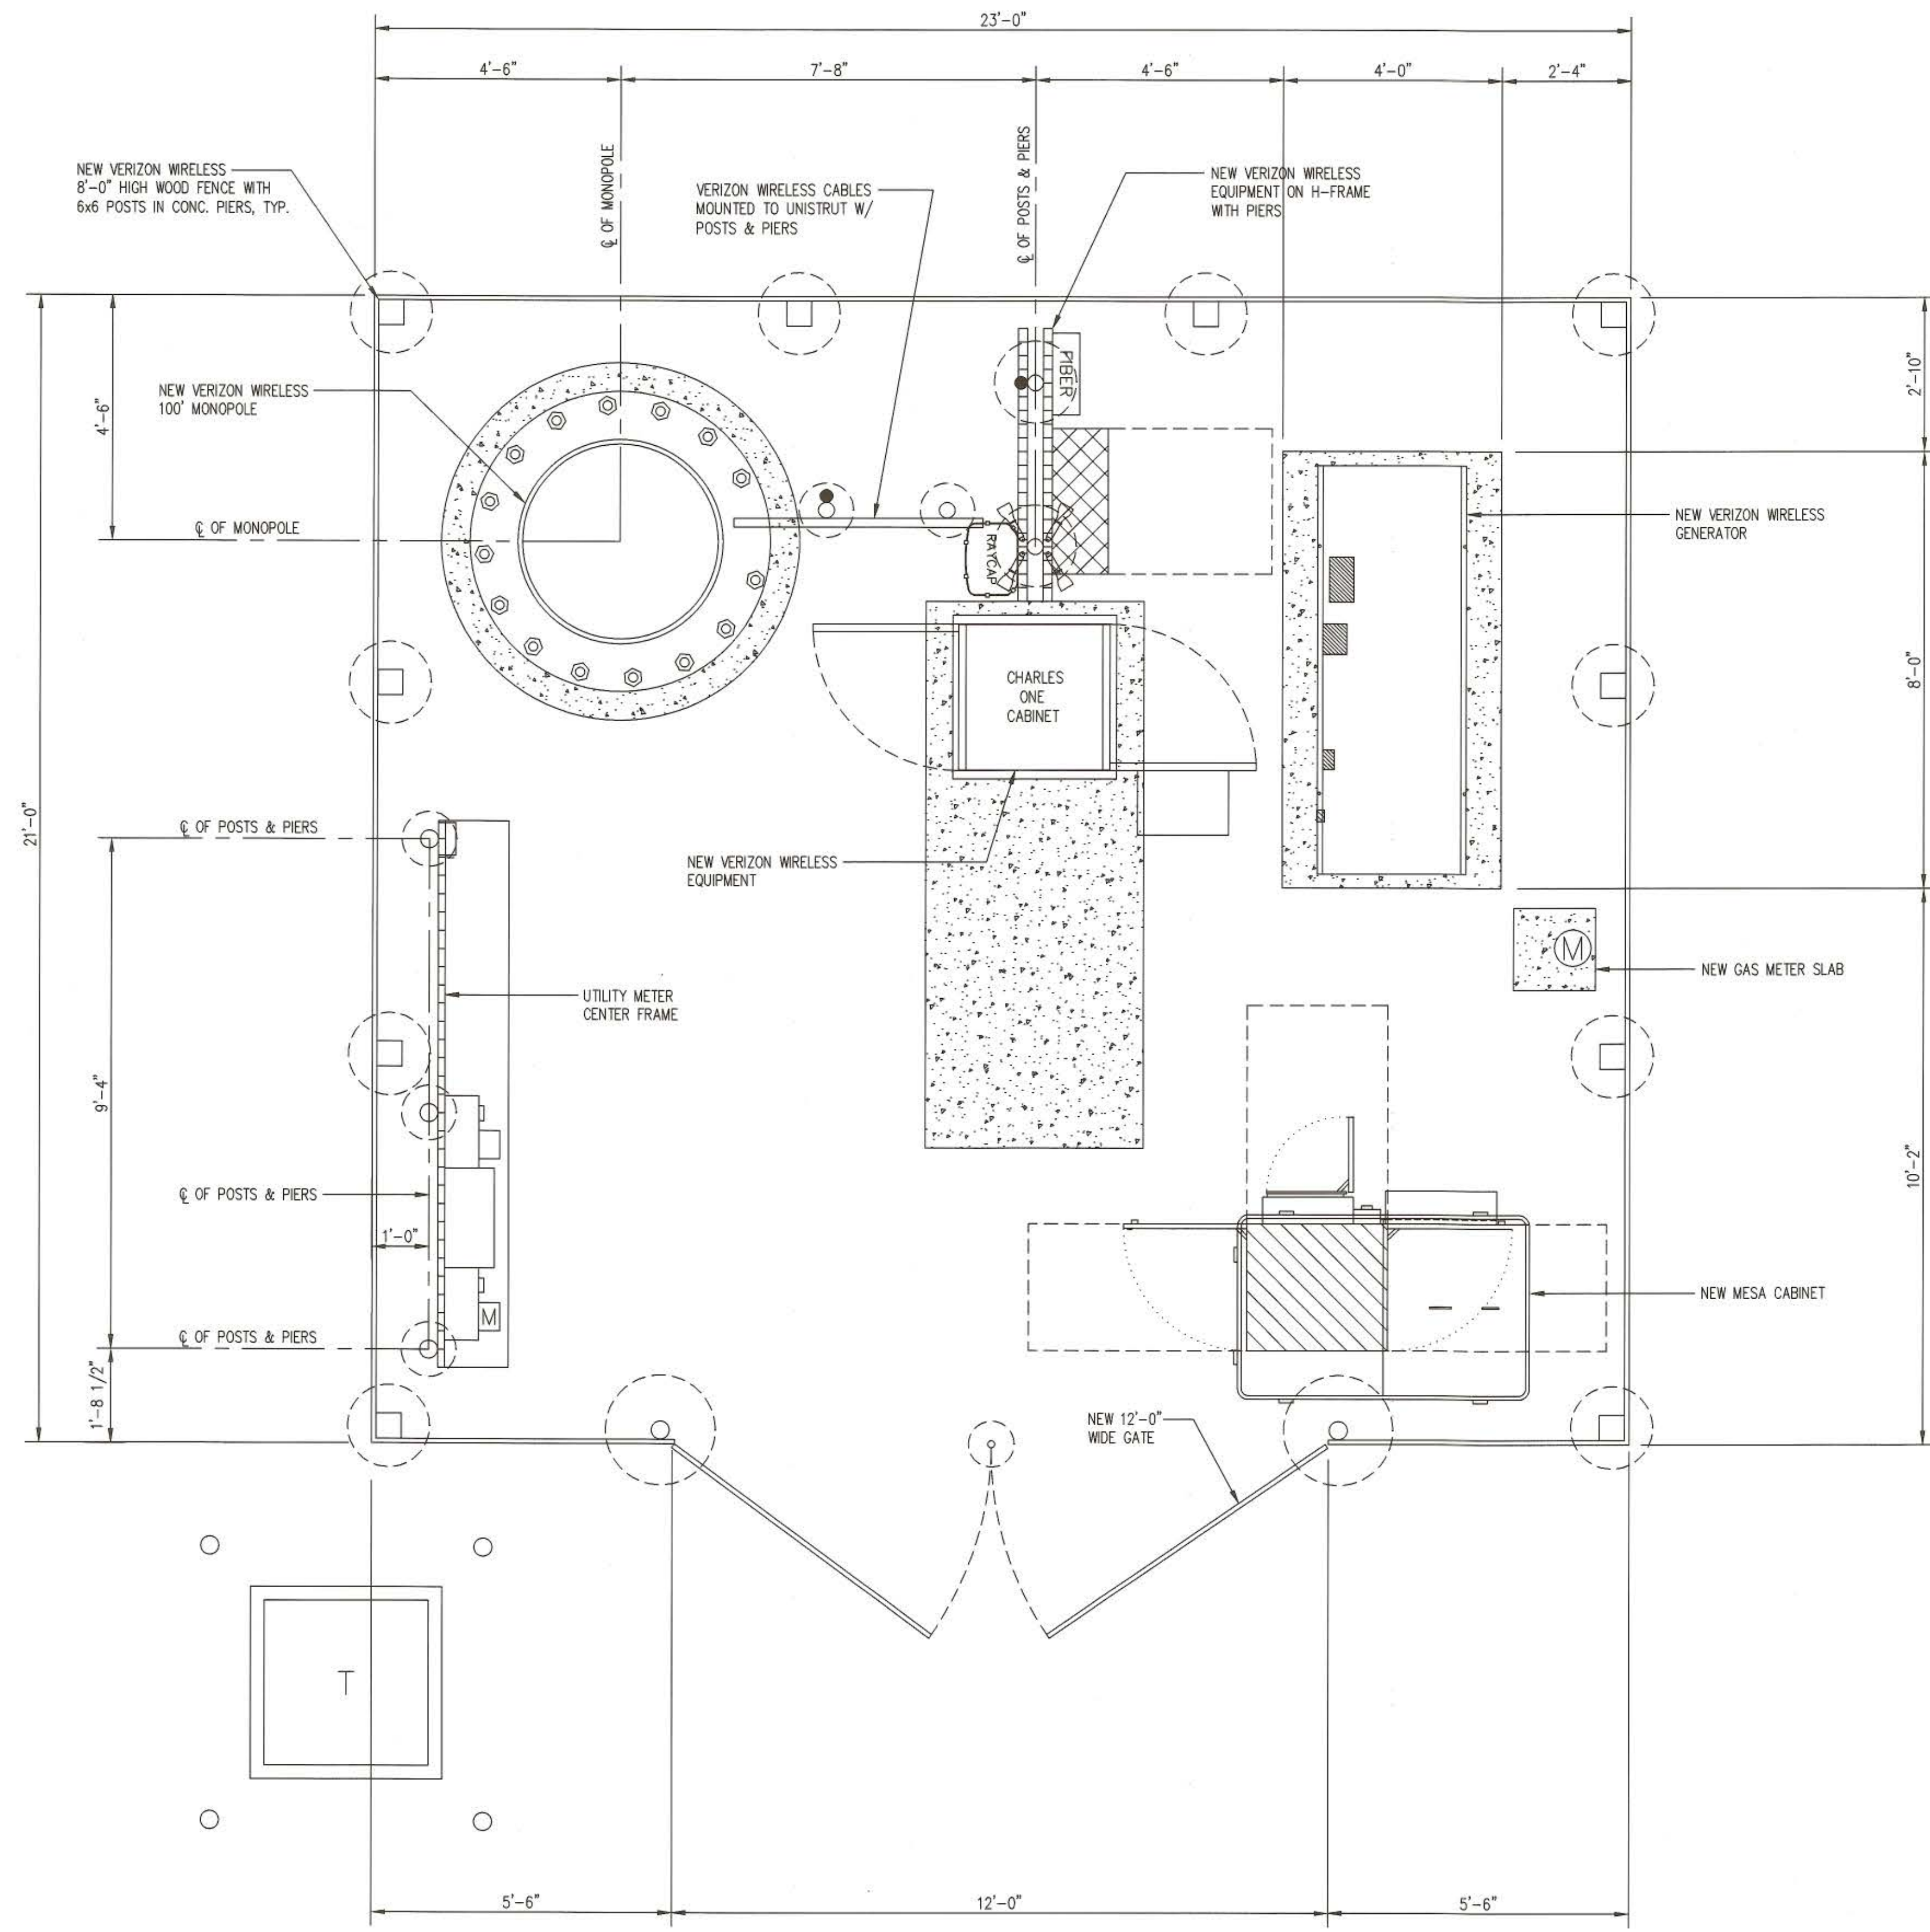 23'-0"
4'-6"
7'-8"
4'-6"
4'-0"
2'-4"
NEW VERIZON WIRELESS
8'-0" HIGH WOOD FENCE WITH
6x6 POSTS IN CONC. PIERS, TYP.
℄ OF MONOPOLE
VERIZON WIRELESS CABLES
MOUNTED TO UNISTRUT W/
POSTS & PIERS
℄ OF POSTS & PIERS
NEW VERIZON WIRELESS
EQUIPMENT ON H-FRAME
WITH PIERS
4'-6"
NEW VERIZON WIRELESS
100' MONOPOLE
FIBER
2'-10"
℄ OF MONOPOLE
RAYCAP
NEW VERIZON WIRELESS
GENERATOR
CHARLES
ONE
CABINET
8'-0"
21'-0"
℄ OF POSTS & PIERS
NEW VERIZON WIRELESS
EQUIPMENT
M
NEW GAS METER SLAB
UTILITY METER
CENTER FRAME
9'-4"
℄ OF POSTS & PIERS
10'-2"
1'-0"
M
NEW MESA CABINET
℄ OF POSTS & PIERS
1'-8 1/2"
NEW 12'-0"
WIDE GATE
T
5'-6"
12'-0"
5'-6"